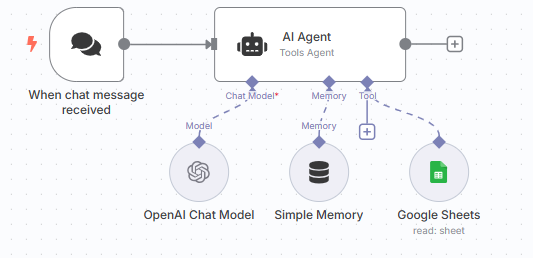 AI Agent
Tools Agent
When chat message
received
Chat Model*
Memory
Tool
Model
Memory
OpenAI Chat Model
Simple Memory
Google Sheets
read: sheet